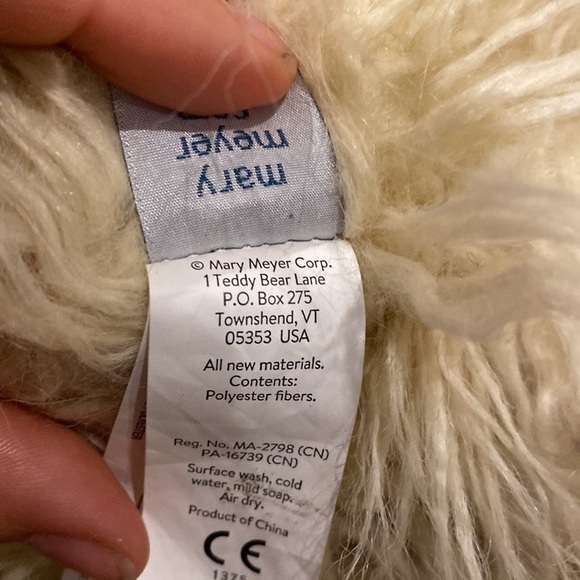 mary
meyer
© Mary Meyer Corp.
1 Teddy Bear Lane
P.O. Box 275
Townshend, VT
05353 USA
All new materials.
Contents:
Polyester fibers.
Reg. No. MA-2798 (CN)
PA-16739 (CN)
Surface wash, cold
water, mild soap.
Air dry.
Product of China
CE
1375